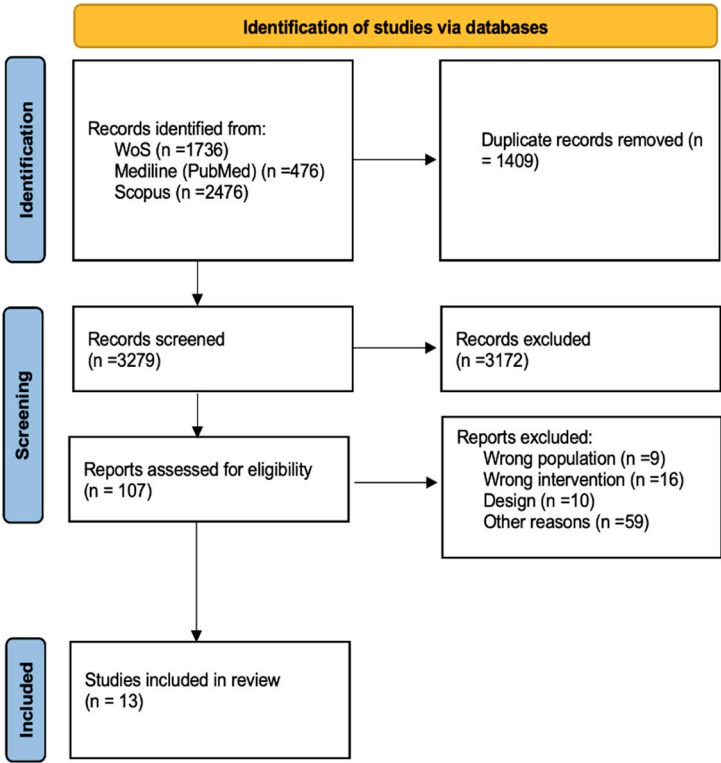 Identification of studies via databases
Identification
Records identified from:
WoS (n =1736)
Mediline (PubMed) (n =476)
Scopus (n =2476)
Duplicate records removed (n
= 1409)
Screening
Records screened
(n =3279)
Records excluded
(n =3172)
Reports assessed for eligibility
(n = 107)
Reports excluded:
Wrong population (n =9)
Wrong intervention (n =16)
Design (n =10)
Other reasons (n =59)
Included
Studies included in review
(n = 13)